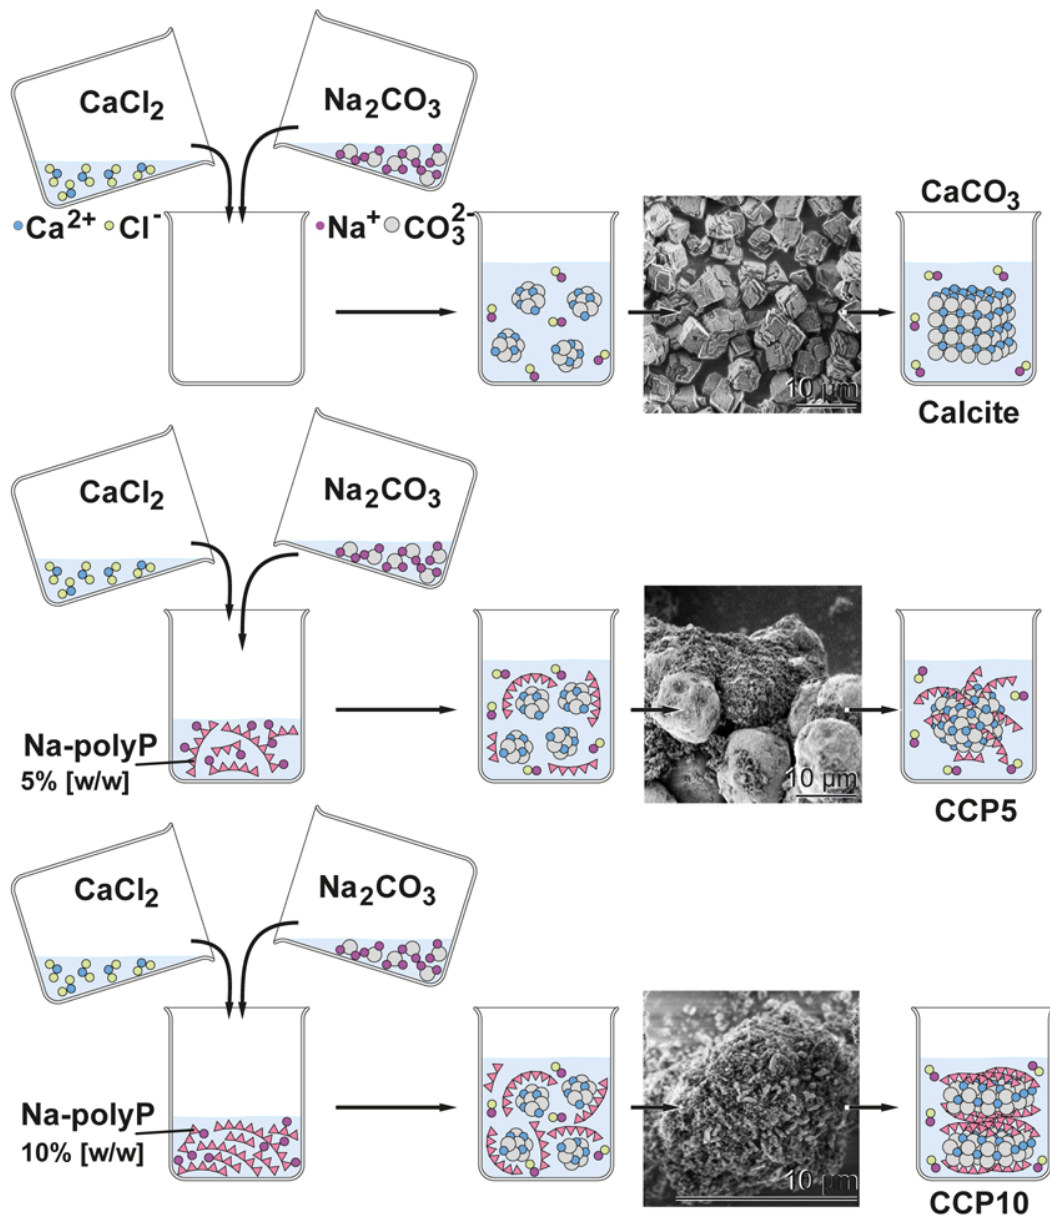 CaCl2
Na2CO3
Ca2+ Cl- Na+ CO32-
CaCO3
10 µm
Calcite
CaCl2
Na2CO3
Na-polyP
5% [w/w]
10 µm
CCP5
CaCl2
Na2CO3
Na-polyP
10% [w/w]
10 µm
CCP10